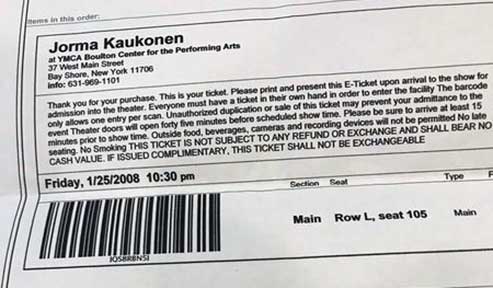 Items in this order:
Jorma Kaukonen
at YMCA Boulton Center for the Performing Arts
37 West Main Street
Bay Shore, New York 11706
Info: 631-969-1101
Thank you for your purchase. This is your ticket. Please print and present this E-Ticket upon arrival to the show for
admission into the theater. Everyone must have a ticket in their own hand in order to enter the facility The barcode
only allows one entry per scan. Unauthorized duplication or sale of this ticket may prevent your admittance to the
event Theater doors will open forty five minutes before scheduled show time. Please be sure to arrive at least 15
minutes prior to show time. Outside food, beverages, cameras and recording devices will not be permitted No late
seating. No Smoking THIS TICKET IS NOT SUBJECT TO ANY REFUND OR EXCHANGE AND SHALL BEAR NO
CASH VALUE. IF ISSUED COMPLIMENTARY, THIS TICKET SHALL NOT BE EXCHANGEABLE
Friday, 1/25/2008 10:30 pm
Section Seat Type
Main Row L, seat 105 Main